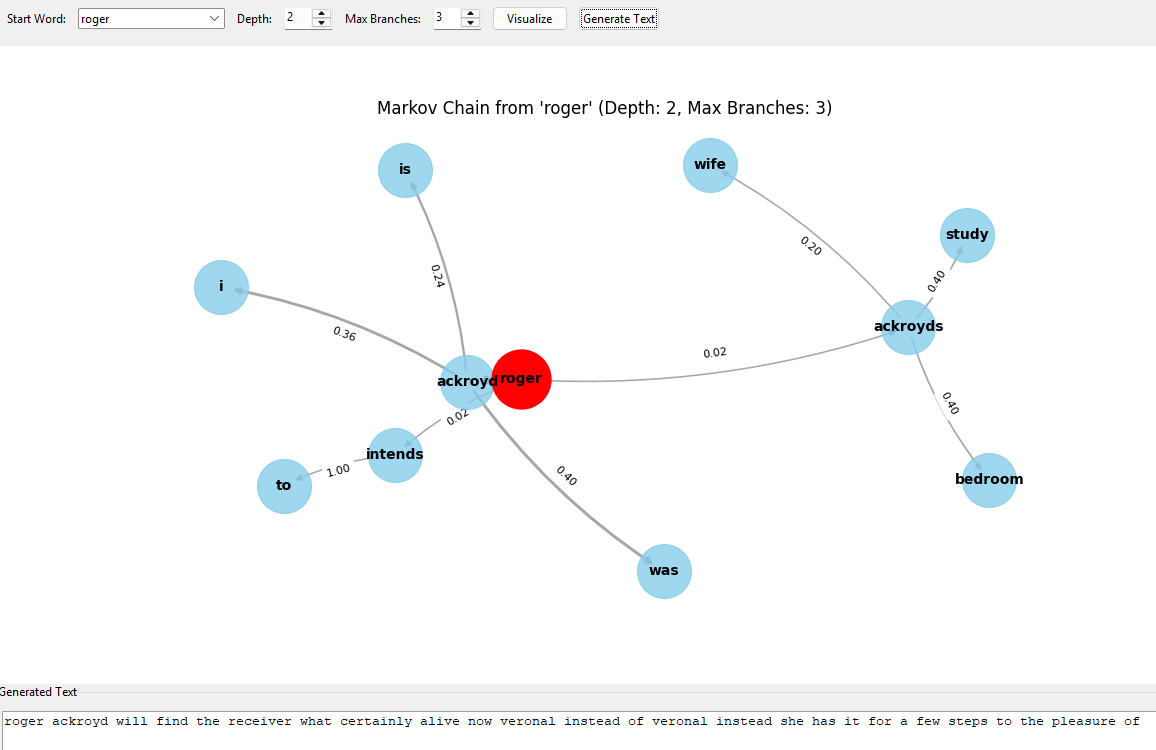 Start Word: roger Depth: 2 Max Branches: 3 Visualize Generate Text
Markov Chain from 'roger' (Depth: 2, Max Branches: 3)
is
wife
study
0.20
0.24
0.40
i
ackroyds
0.36
0.02
ackroyd roger
0.40
0.02
intends
1.00
0.40
bedroom
to
was
Generated Text
roger ackroyd will find the receiver what certainly alive now veronal instead of veronal instead she has it for a few steps to the pleasure of